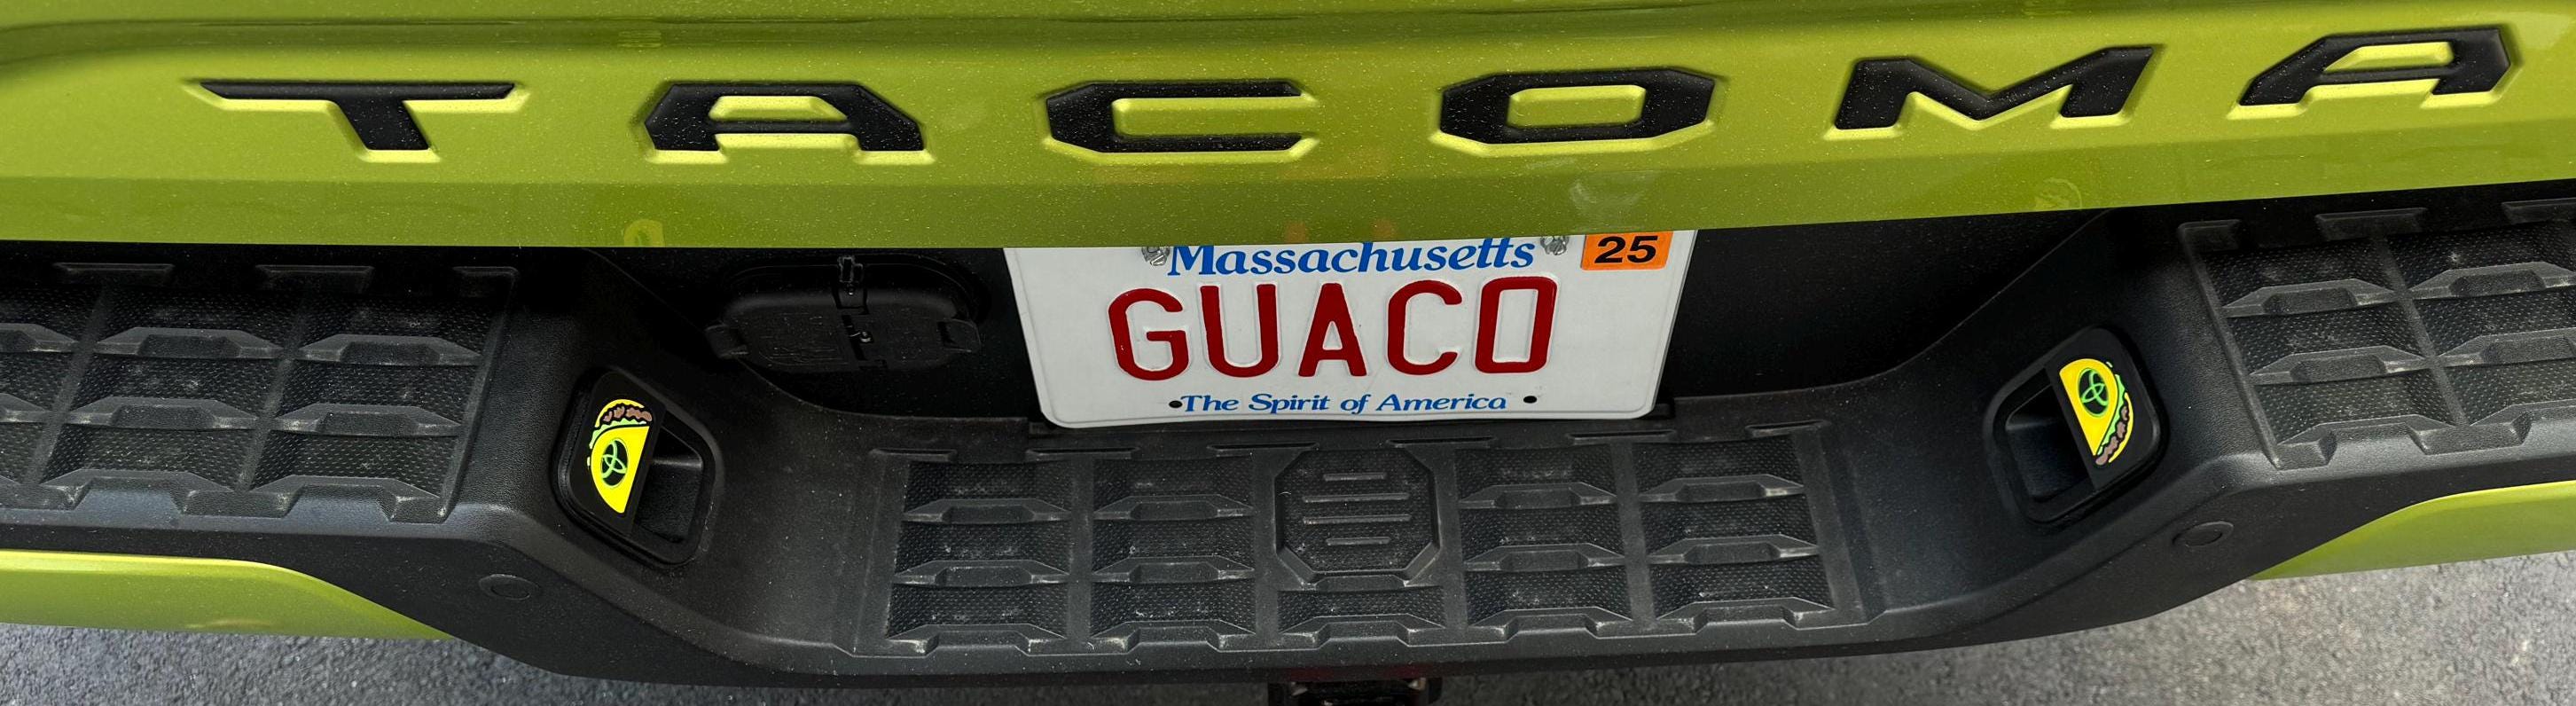 TACOMA
Massachusetts 25
GUACO
The Spirit of America